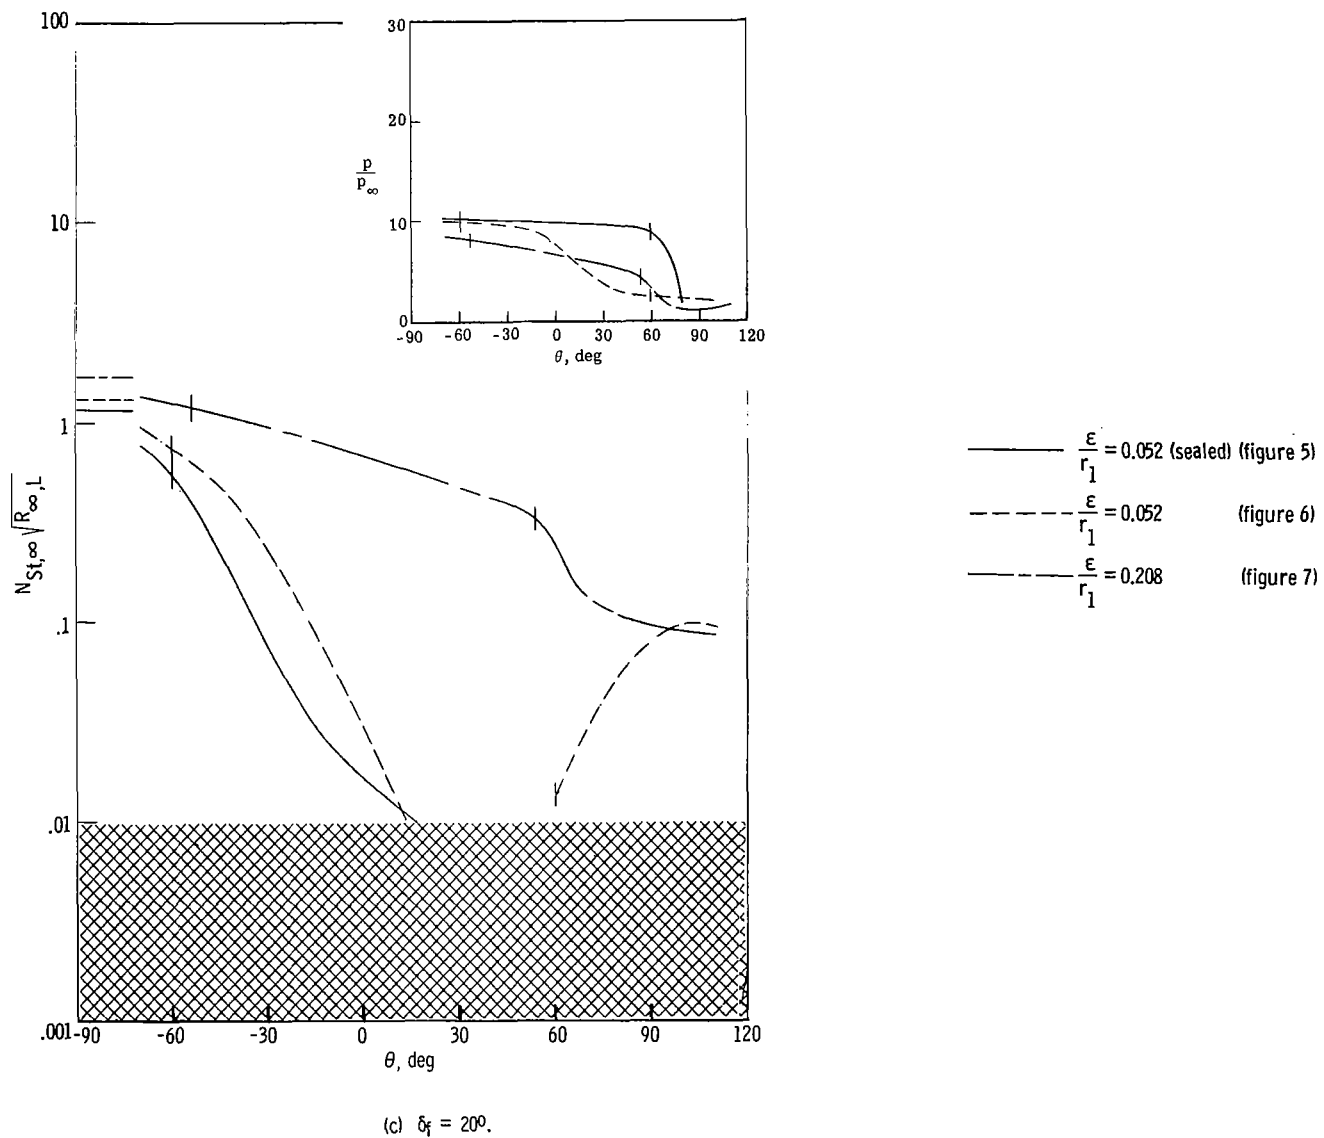 100
10
1
.1
.01
.001
N_St,∞ √R_∞,L
-90 -60 -30 0 30 60 90 120
θ, deg
30
20
10
0
p/p_∞
-90 -60 -30 0 30 60 90 120
θ, deg
ε/r_1 = 0.052 (sealed) (figure 5)
ε/r_1 = 0.052 (figure 6)
ε/r_1 = 0.208 (figure 7)
(c) δ_f = 20°.